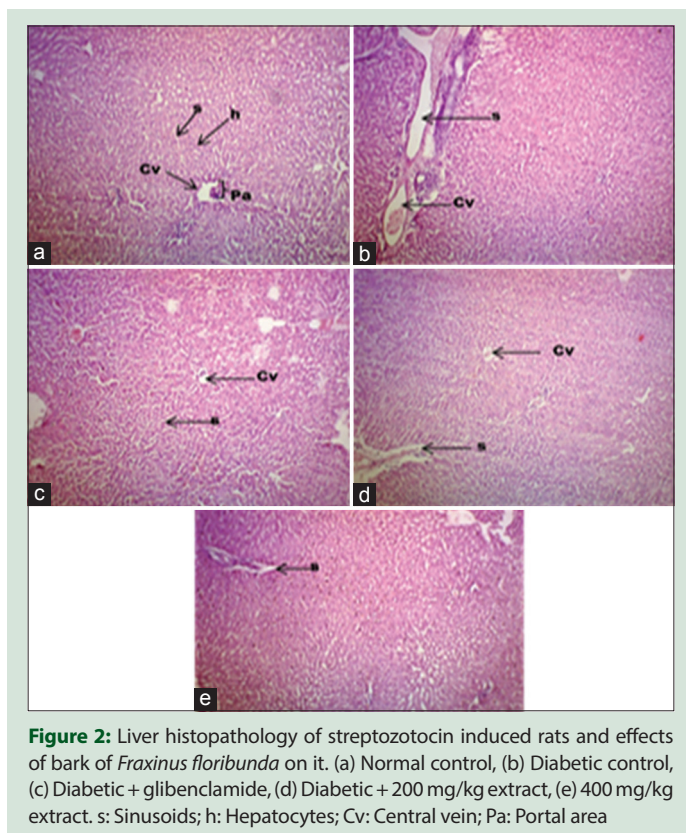 s
h
Cv
Pa
a
s
Cv
b
Cv
s
c
Cv
s
d
s
e
Figure 2: Liver histopathology of streptozotocin induced rats and effects
of bark of Fraxinus floribunda on it. (a) Normal control, (b) Diabetic control,
(c) Diabetic + glibenclamide, (d) Diabetic + 200 mg/kg extract, (e) 400 mg/kg
extract. s: Sinusoids; h: Hepatocytes; Cv: Central vein; Pa: Portal area